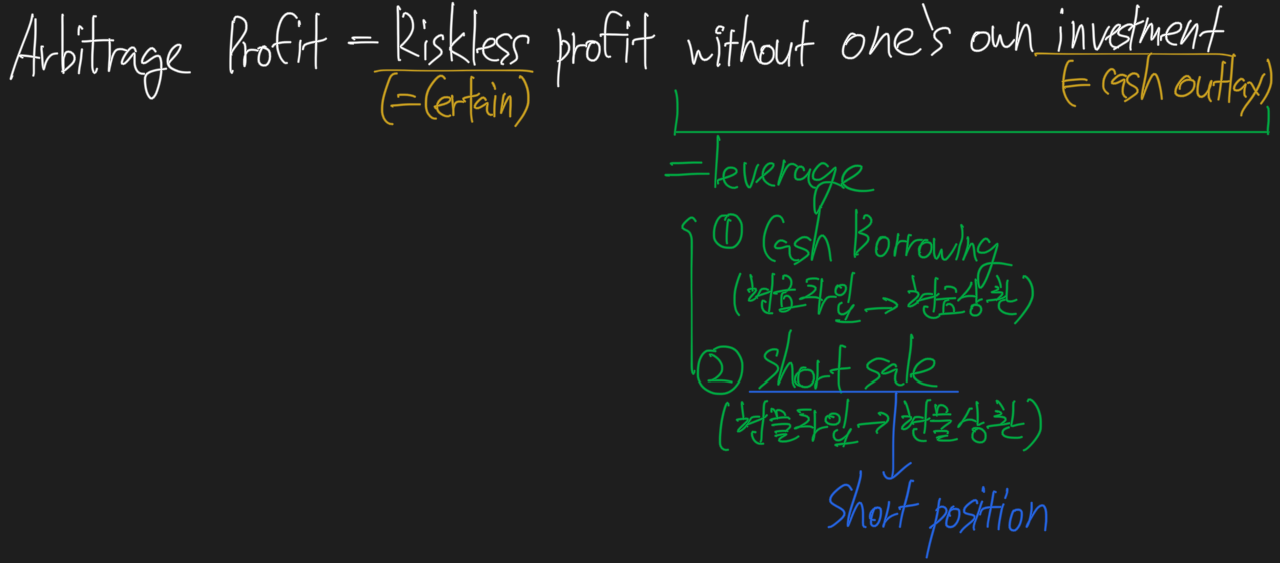 Arbitrage Profit = Riskless profit without one's own investment
(=Certain)
(= cash outlay)
=leverage
① Cash Borrowing
(현금차입 → 현금상환)
② Short sale
(현물차입 → 현물상환)
Short position